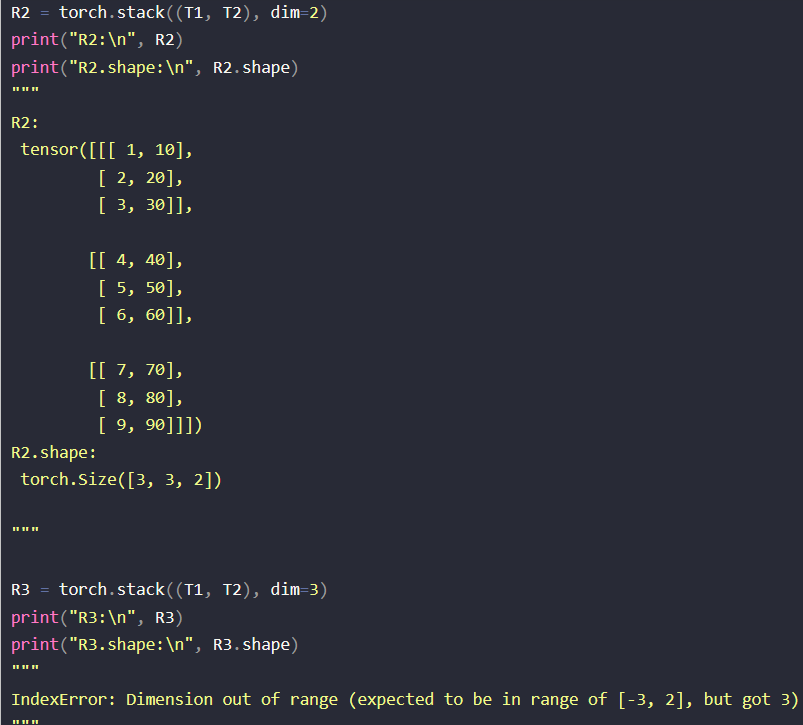 R2 = torch.stack((T1, T2), dim=2)
print("R2:\n", R2)
print("R2.shape:\n", R2.shape)
"""
R2:
 tensor([[[ 1, 10],
         [ 2, 20],
         [ 3, 30]],

        [[ 4, 40],
         [ 5, 50],
         [ 6, 60]],

        [[ 7, 70],
         [ 8, 80],
         [ 9, 90]]])
R2.shape:
 torch.Size([3, 3, 2])

"""

R3 = torch.stack((T1, T2), dim=3)
print("R3:\n", R3)
print("R3.shape:\n", R3.shape)
"""
IndexError: Dimension out of range (expected to be in range of [-3, 2], but got 3)
"""